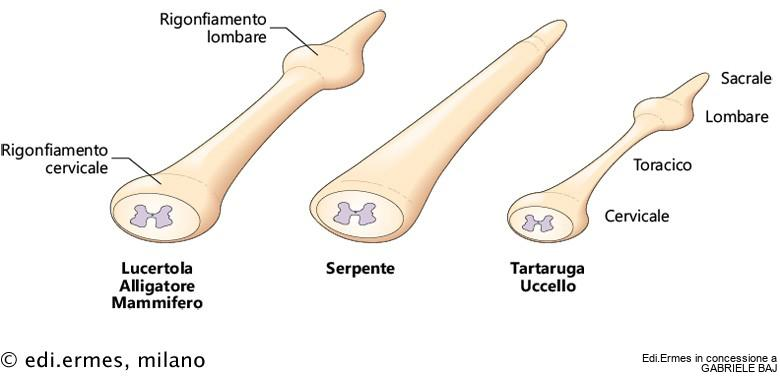 Rigonfiamento
lombare
Rigonfiamento
cervicale
Sacrale
Lombare
Toracico
Cervicale
Lucertola
Alligatore
Mammifero
Serpente
Tartaruga
Uccello
© edi.ermes, milano
Edi.Ermes in concessione a
GABRIELE BAJ